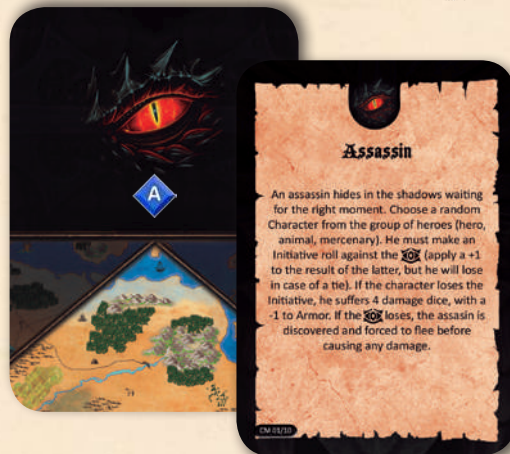 A
Assassin
An assassin hides in the shadows waiting
for the right moment. Choose a random
Character from the group of heroes (hero,
animal, mercenary). He must make an
Initiative roll against the (apply a +1
to the result of the latter, but he will lose
in case of a tie). If the character loses the
Initiative, he suffers 4 damage dice, with a
-1 to Armor. If the loses, the assasin is
discovered and forced to flee before
causing any damage.
CM 01/10